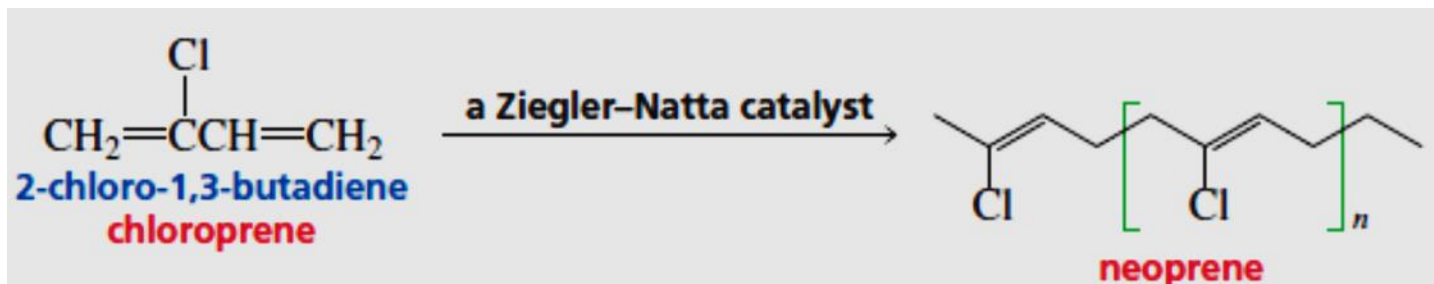 Cl
a Ziegler–Natta catalyst
CH₂=CCH=CH₂
2-chloro-1,3-butadiene
chloroprene
Cl
Cl
n
neoprene